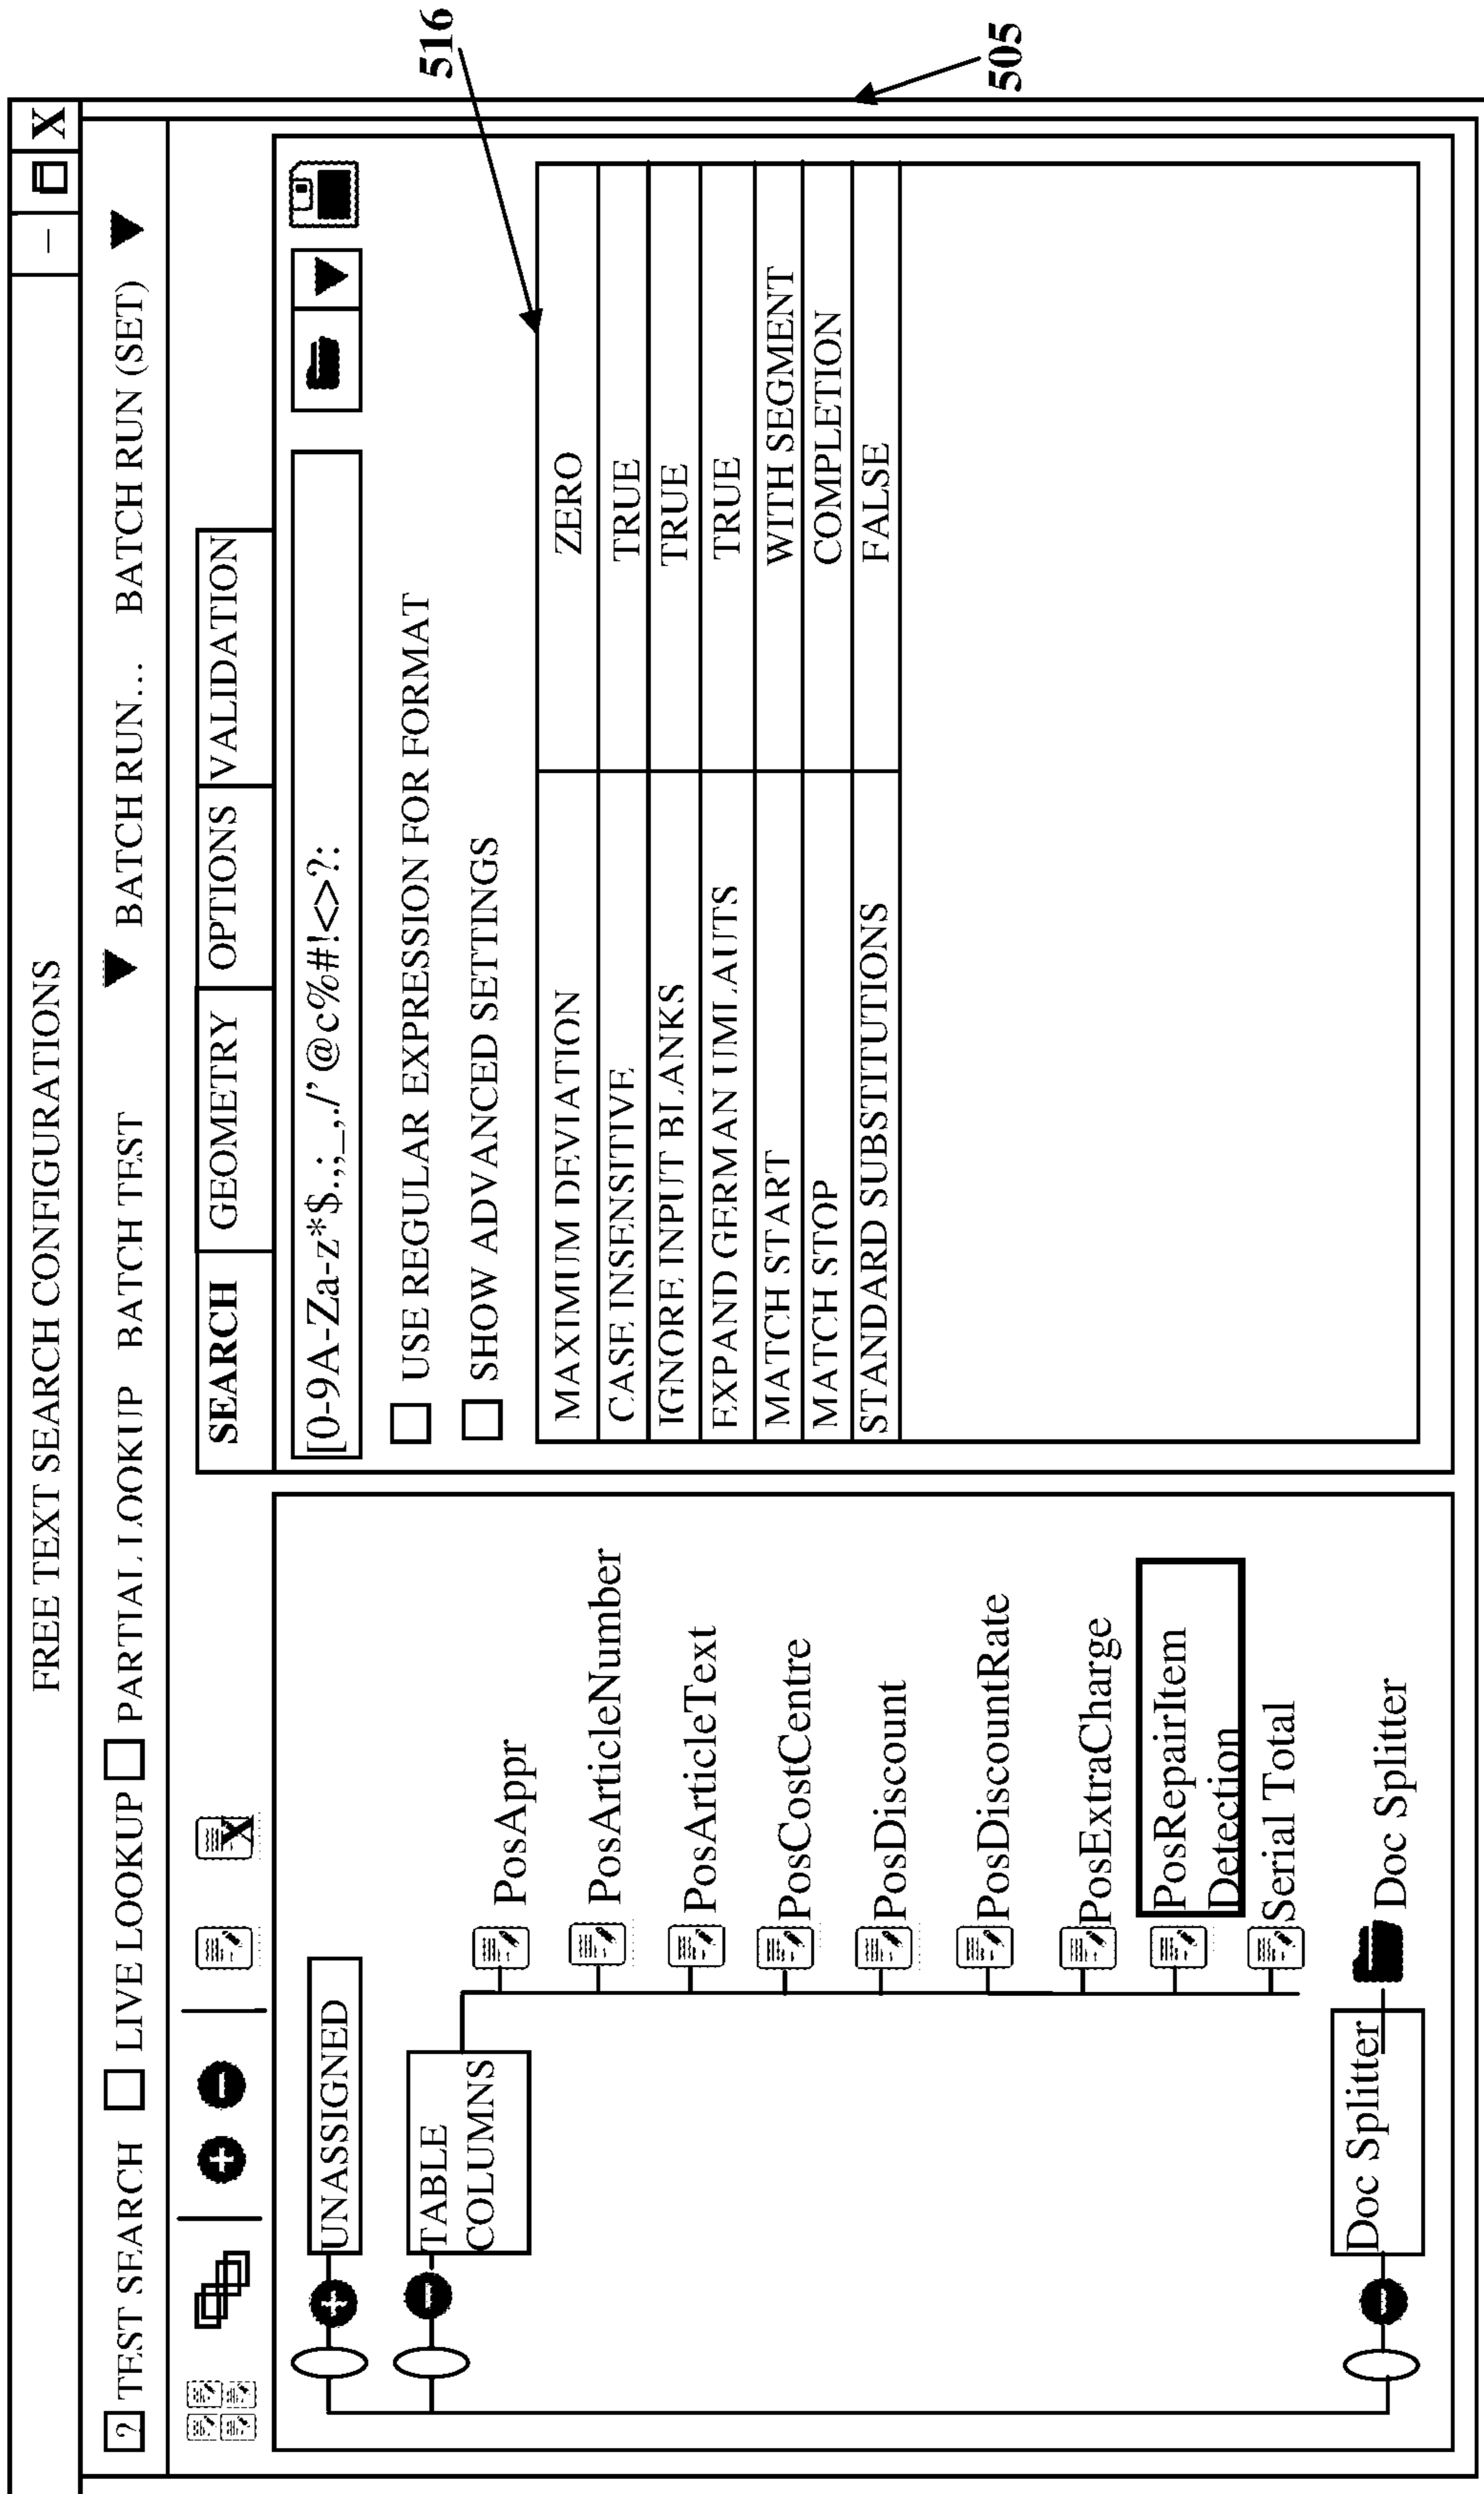 FREE TEXT SEARCH CONFIGURATIONS
– X
? TEST SEARCH LIVE LOOKUP PARTIAL LOOKUP BATCH TEST BATCH RUN... BATCH RUN (SET)
X
SEARCH GEOMETRY OPTIONS VALIDATION
UNASSIGNED
TABLE
COLUMNS
PosAppr
PosArticleNumber
PosArticleText
PosCostCentre
PosDiscount
PosDiscountRate
PosExtraCharge
PosRepairItem
Detection
Serial Total
Doc Splitter Doc Splitter
[0-9A-Za-z*$.,;_,./'@c%#!<>?:
USE REGULAR EXPRESSION FOR FORMAT
SHOW ADVANCED SETTINGS
MAXIMUM DEVIATION ZERO
CASE INSENSITIVE TRUE
IGNORE INPUT BLANKS TRUE
EXPAND GERMAN UMLAUTS TRUE
MATCH START WITH SEGMENT
MATCH STOP COMPLETION
STANDARD SUBSTITUTIONS FALSE
516
505